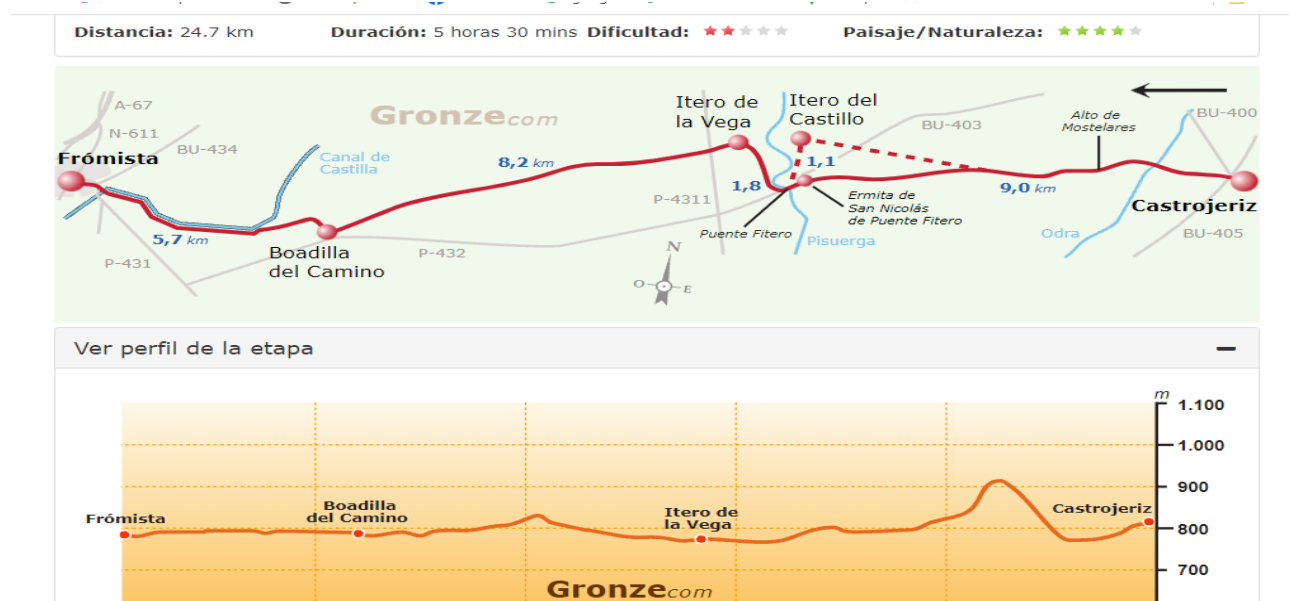 Distancia: 24.7 km Duración: 5 horas 30 mins Dificultad: Paisaje/Naturaleza:
A-67
N-611
Frómista
BU-434
Gronze.com
Canal de
Castilla
8,2 km
Itero de
la Vega
Itero del
Castillo
BU-403
Alto de
Mostelares
BU-400
1,1
1,8
9,0 km
P-4311
Ermita de
San Nicolás
de Puente Fitero
Castrojeriz
Puente Fitero
Pisuerga
Odra
BU-405
5,7 km
Boadilla
del Camino
P-431
P-432
N
O
E
Ver perfil de la etapa
m
1.100
1.000
900
800
700
Frómista
Boadilla
del Camino
Itero de
la Vega
Castrojeriz
Gronze.com